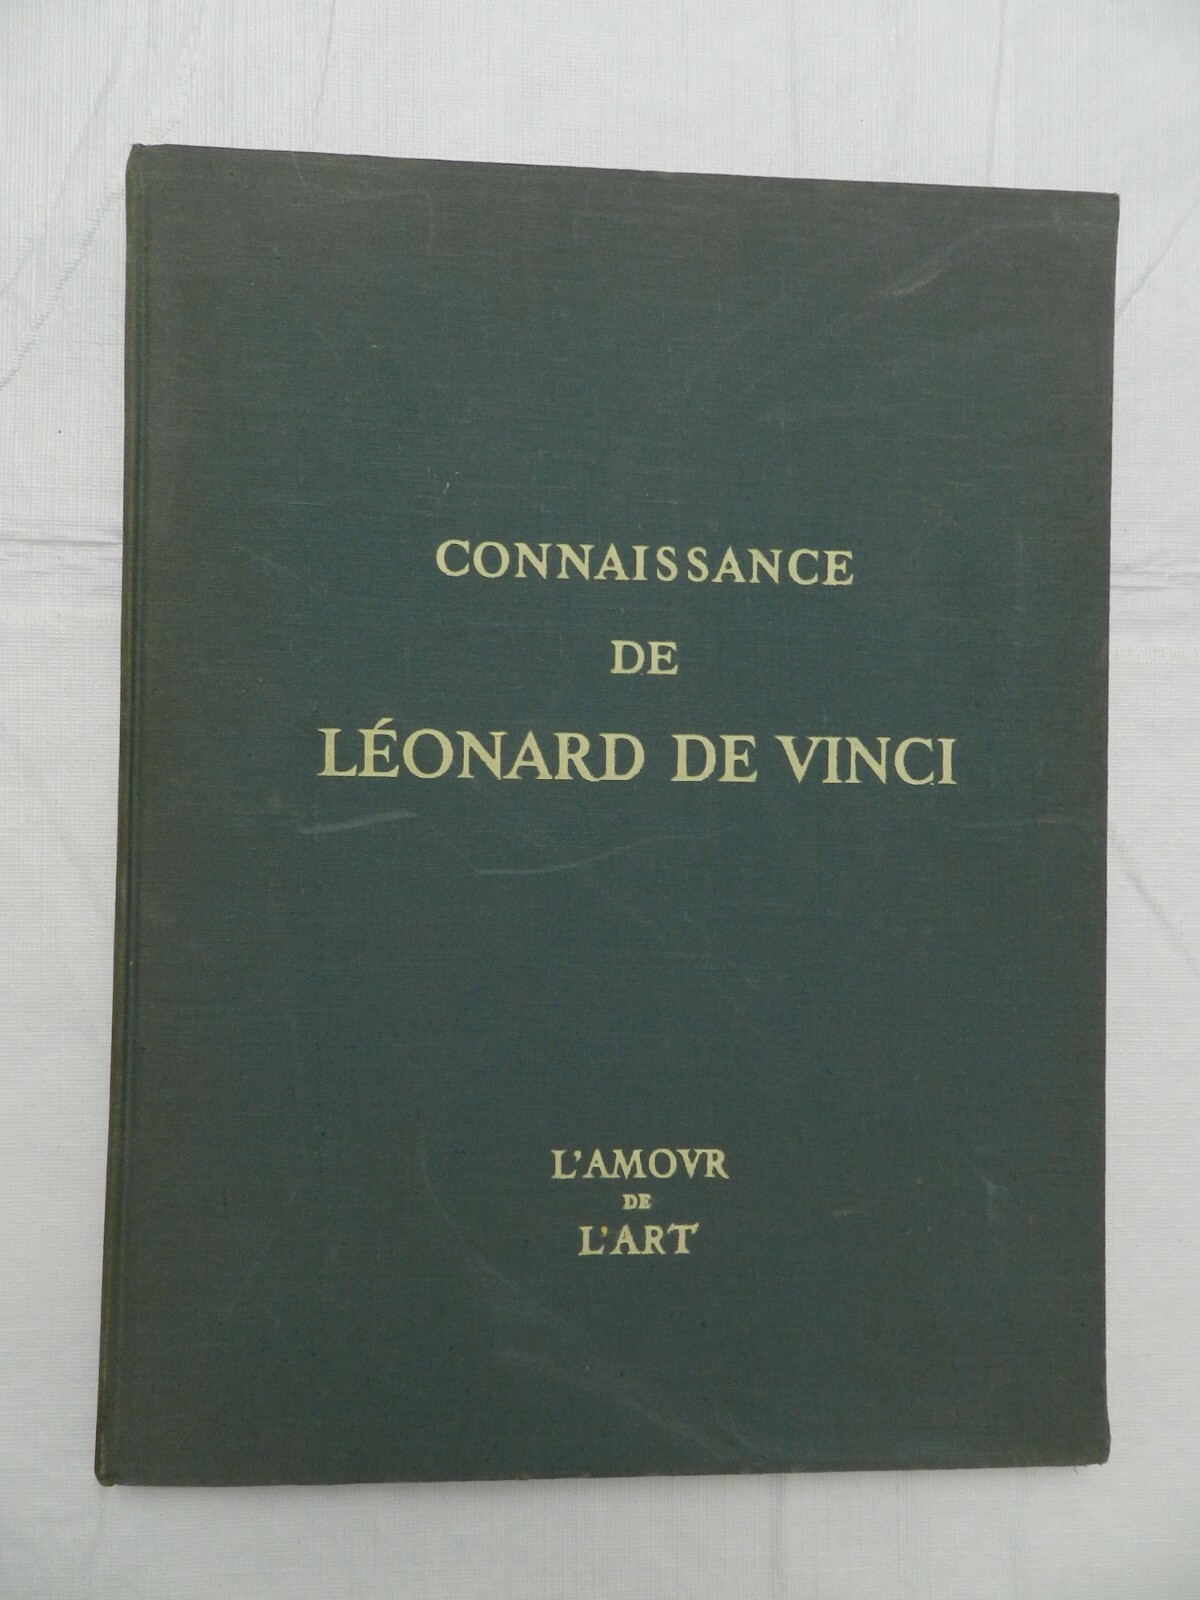 CONNAISSANCE
DE
LÉONARD DE VINCI
L'AMOVR
DE
L'ART